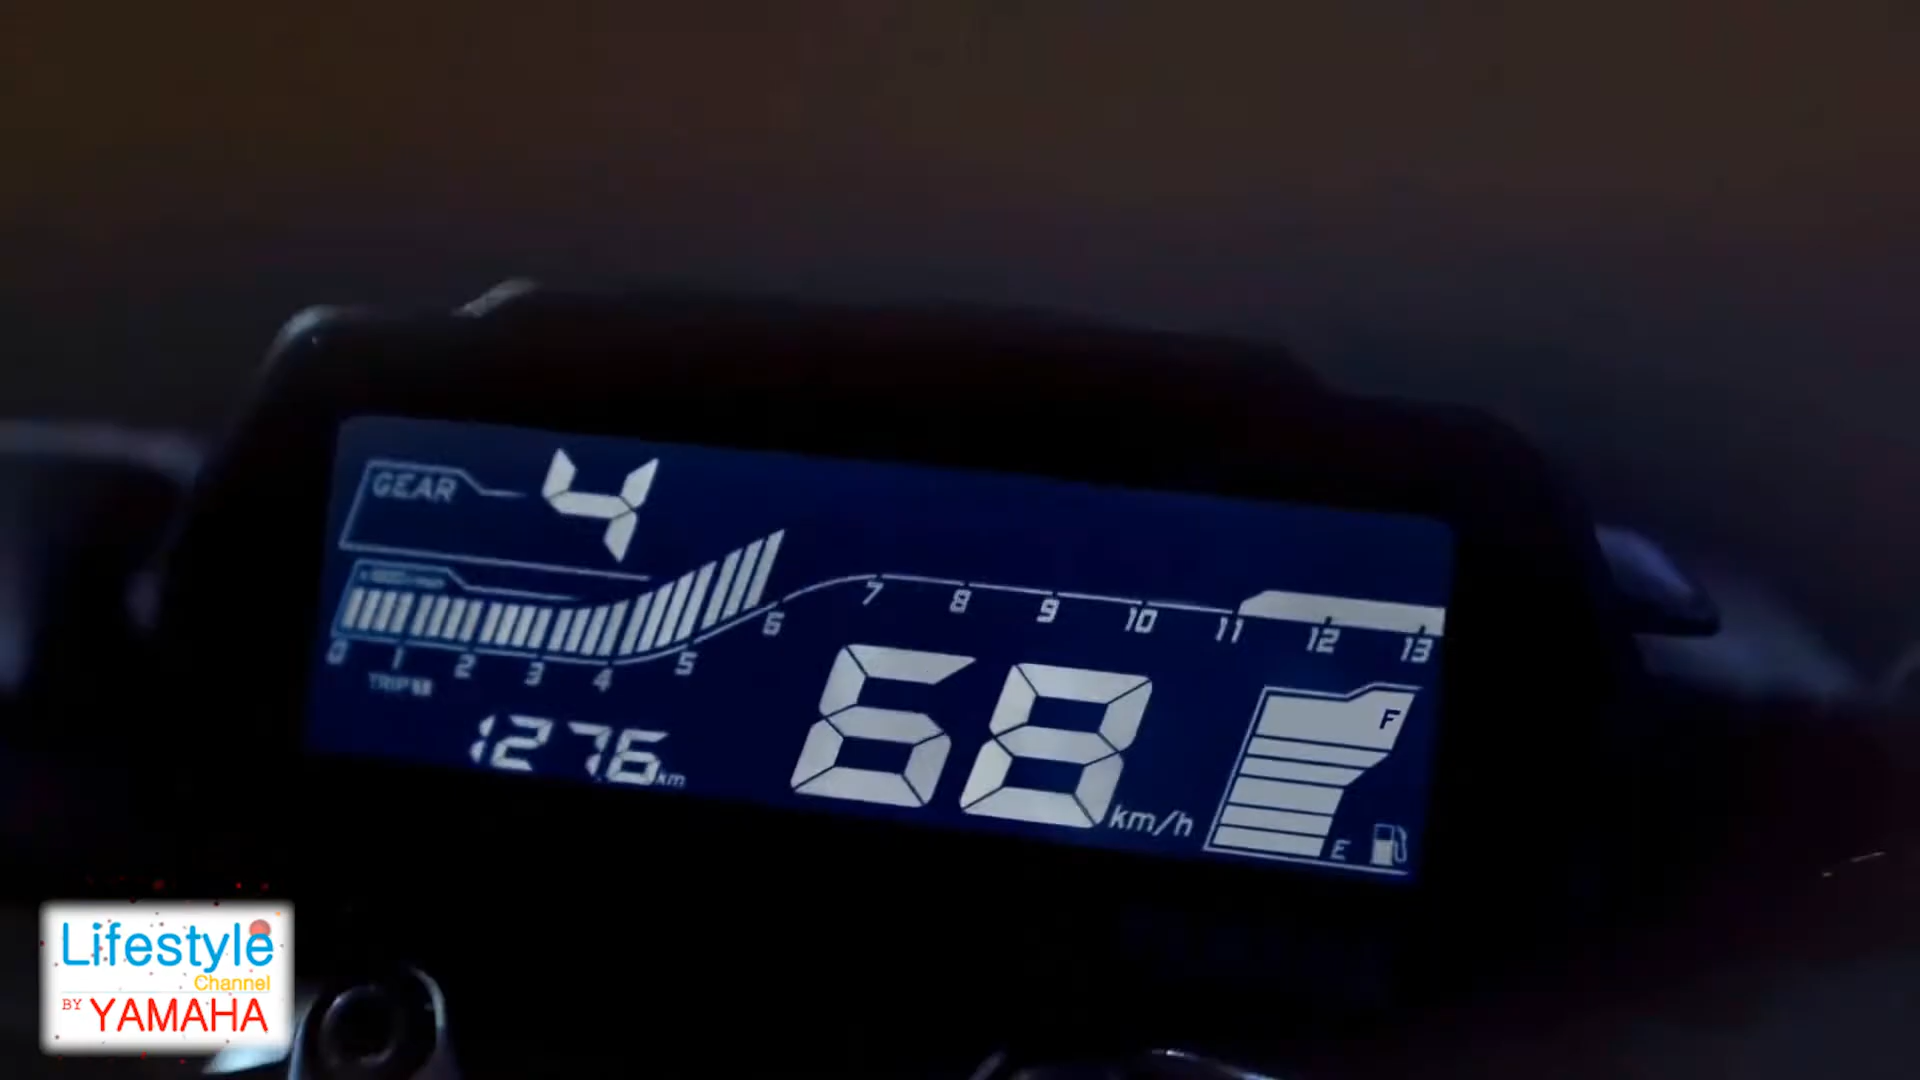 GEAR 4
0 1 2 3 4 5 6 7 8 9 10 11 12 13
TRIP
1276 km
68 km/h
F
E
Lifestyle
Channel
BY YAMAHA